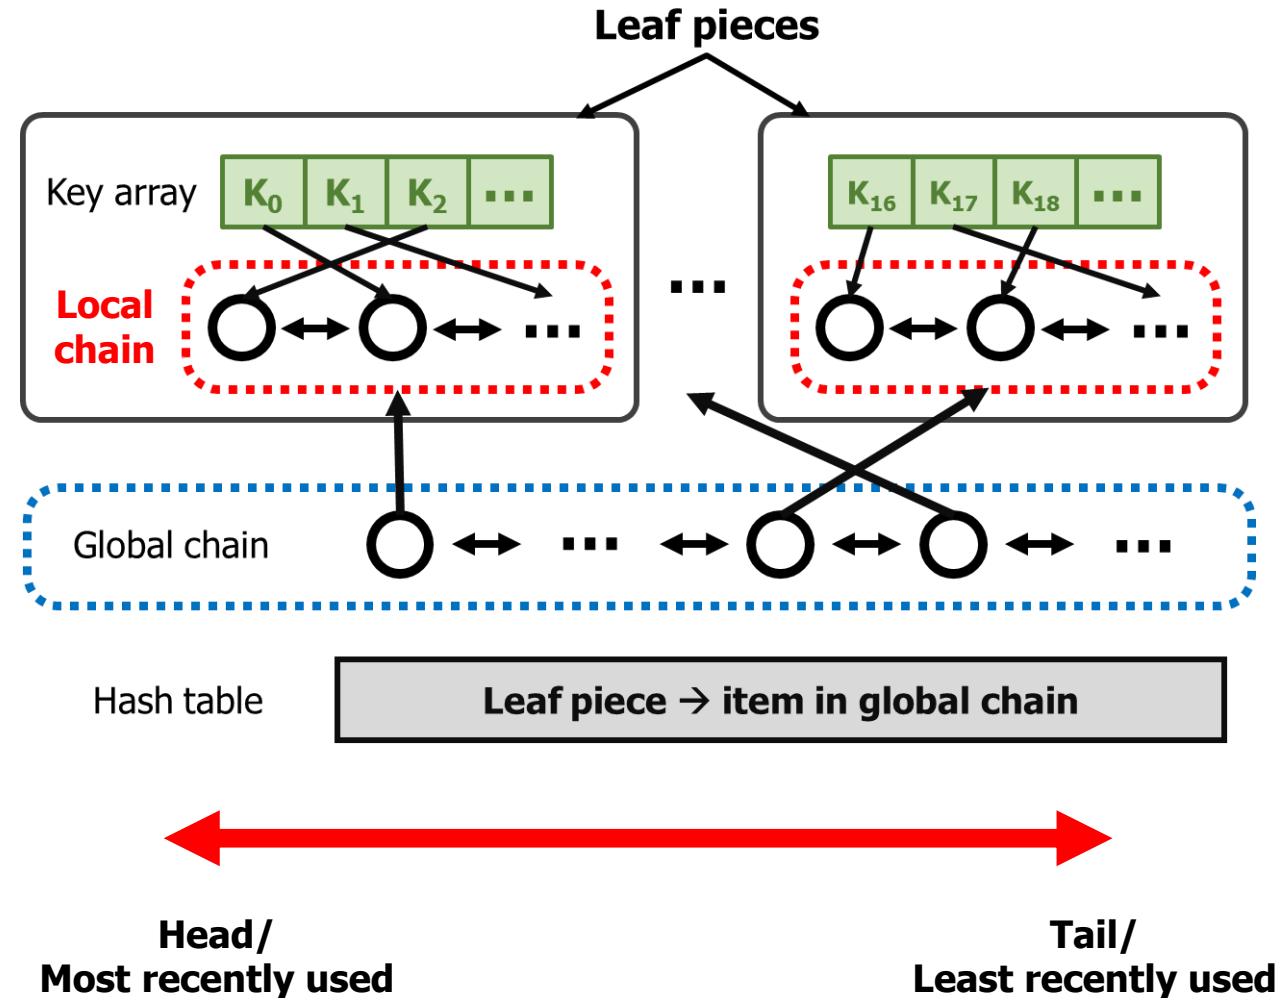 Leaf pieces
Key array
K0 K1 K2 ...
K16 K17 K18 ...
Local
chain
...
...
...
Global chain
...
...
Hash table
Leaf piece → item in global chain
Head/
Most recently used
Tail/
Least recently used